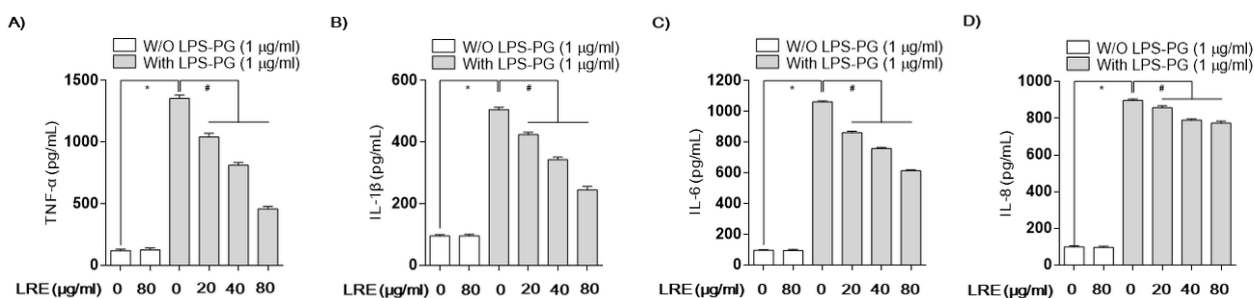 A)
W/O LPS-PG (1 μg/ml)
With LPS-PG (1 μg/ml)
TNF-α (pg/mL)
1500
1000
500
0
* #
LRE (μg/ml) 0 80 0 20 40 80
B)
W/O LPS-PG (1 μg/ml)
With LPS-PG (1 μg/ml)
IL-1β (pg/mL)
600
400
200
0
* #
LRE (μg/ml) 0 80 0 20 40 80
C)
W/O LPS-PG (1 μg/ml)
With LPS-PG (1 μg/ml)
IL-6 (pg/mL)
1200
1000
800
600
400
200
0
* #
LRE (μg/ml) 0 80 0 20 40 80
D)
W/O LPS-PG (1 μg/ml)
With LPS-PG (1 μg/ml)
IL-8 (pg/mL)
1000
800
600
400
200
0
* #
LRE (μg/ml) 0 80 0 20 40 80